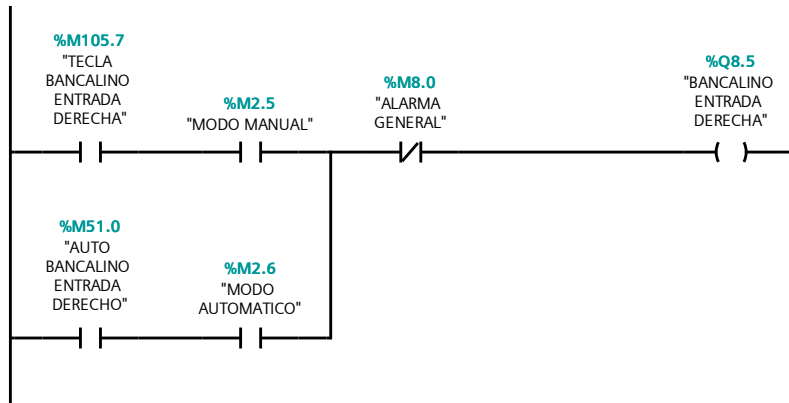 %M105.7
"TECLA
BANCALINO
ENTRADA
DERECHA"
%M2.5
"MODO MANUAL"
%M8.0
"ALARMA
GENERAL"
%Q8.5
"BANCALINO
ENTRADA
DERECHA"
%M51.0
"AUTO
BANCALINO
ENTRADA
DERECHO"
%M2.6
"MODO
AUTOMATICO"